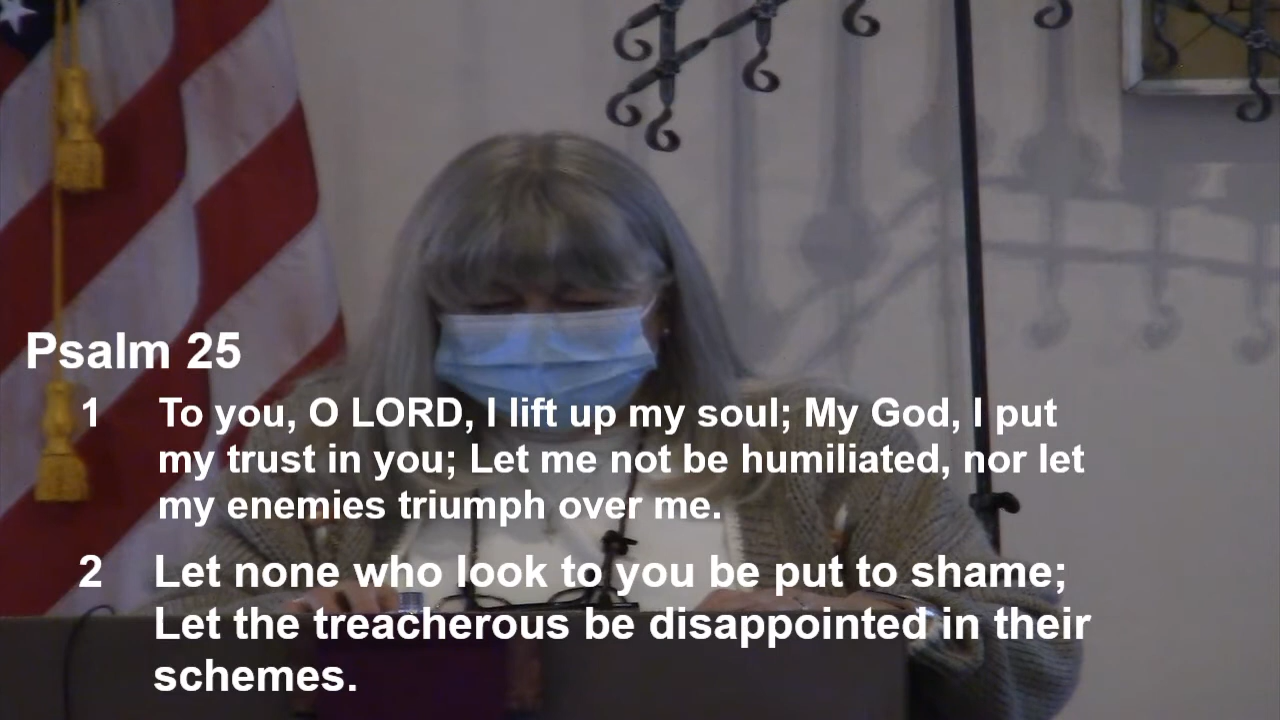 Psalm 25
1 To you, O LORD, I lift up my soul; My God, I put
my trust in you; Let me not be humiliated, nor let
my enemies triumph over me.
2 Let none who look to you be put to shame;
Let the treacherous be disappointed in their
schemes.